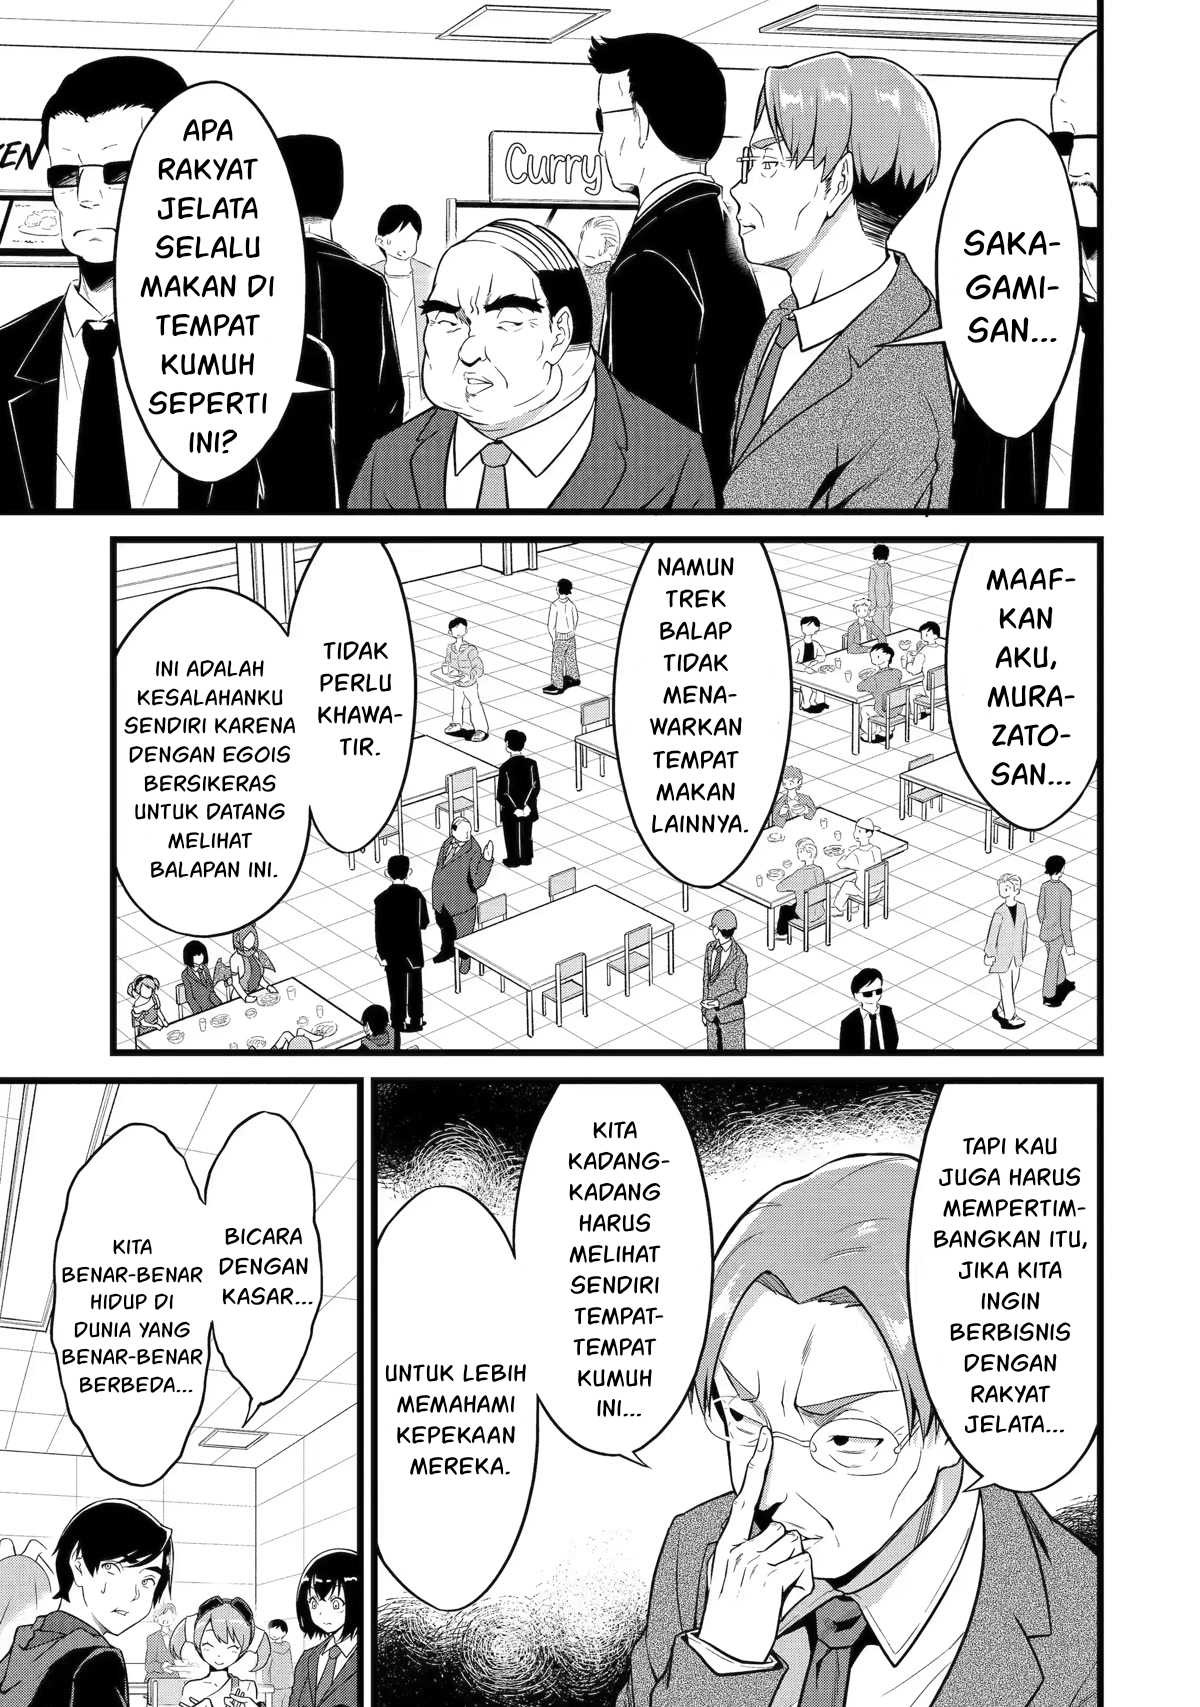 SAKA-
GAMI-
SAN...
Curry
KEN
APA
RAKYAT
JELATA
SELALU
MAKAN DI
TEMPAT
KUMUH
SEPERTI
INI?
MAAF-
KAN
AKU,
MURA-
ZATO-
SAN...
NAMUN
TREK
BALAP
TIDAK
MENA-
WARKAN
TEMPAT
MAKAN
LAINNYA.
TIDAK
PERLU
KHAWA-
TIR.
INI ADALAH
KESALAHANKU
SENDIRI KARENA
DENGAN EGOIS
BERSIKERAS
UNTUK DATANG
MELIHAT
BALAPAN INI.
TAPI KAU
JUGA HARUS
MEMPERTIM-
BANGKAN ITU,
JIKA KITA
INGIN
BERBISNIS
DENGAN
RAKYAT
JELATA...
KITA
KADANG-
KADANG
HARUS
MELIHAT
SENDIRI
TEMPAT-
TEMPAT
KUMUH
INI...
UNTUK LEBIH
MEMAHAMI
KEPEKAAN
MEREKA.
BICARA
DENGAN
KASAR...
KITA
BENAR-BENAR
HIDUP DI
DUNIA YANG
BENAR-BENAR
BERBEDA...